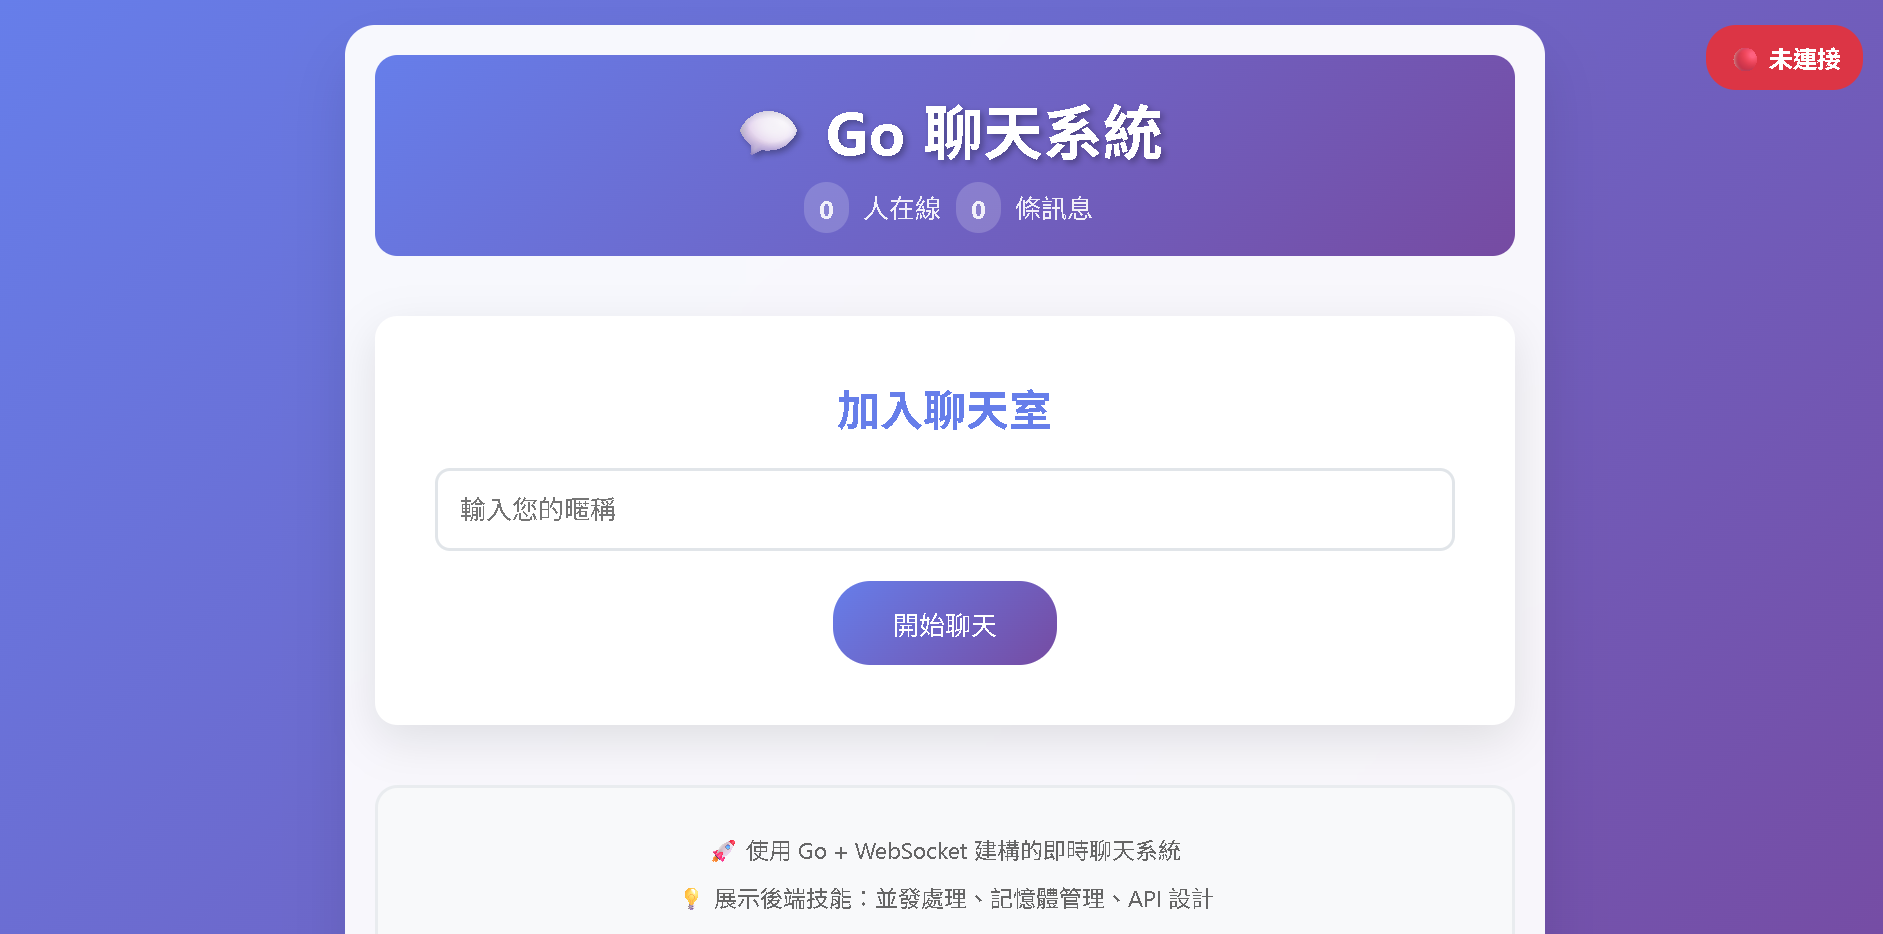 未連接
Go 聊天系統
0 人在線 0 條訊息
加入聊天室
輸入您的暱稱
開始聊天
使用 Go + WebSocket 建構的即時聊天系統
展示後端技能：並發處理、記憶體管理、API 設計